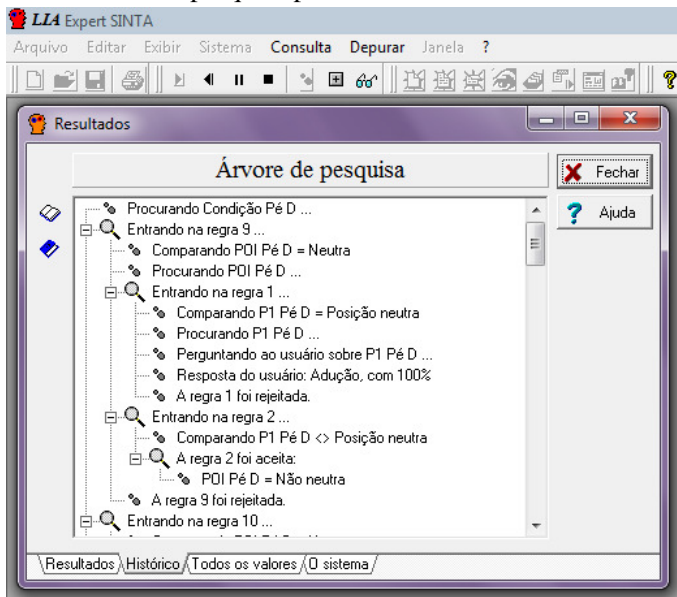 LIA Expert SINTA
Arquivo Editar Exibir Sistema Consulta Depurar Janela ?
Resultados
Árvore de pesquisa
Fechar
Ajuda
Procurando Condição Pé D ...
Entrando na regra 9 ...
Comparando POI Pé D = Neutra
Procurando POI Pé D ...
Entrando na regra 1 ...
Comparando P1 Pé D = Posição neutra
Procurando P1 Pé D ...
Perguntando ao usuário sobre P1 Pé D ...
Resposta do usuário: Adução, com 100%
A regra 1 foi rejeitada.
Entrando na regra 2 ...
Comparando P1 Pé D <> Posição neutra
A regra 2 foi aceita:
POI Pé D = Não neutra
A regra 9 foi rejeitada.
Entrando na regra 10 ...
Resultados Histórico Todos os valores O sistema